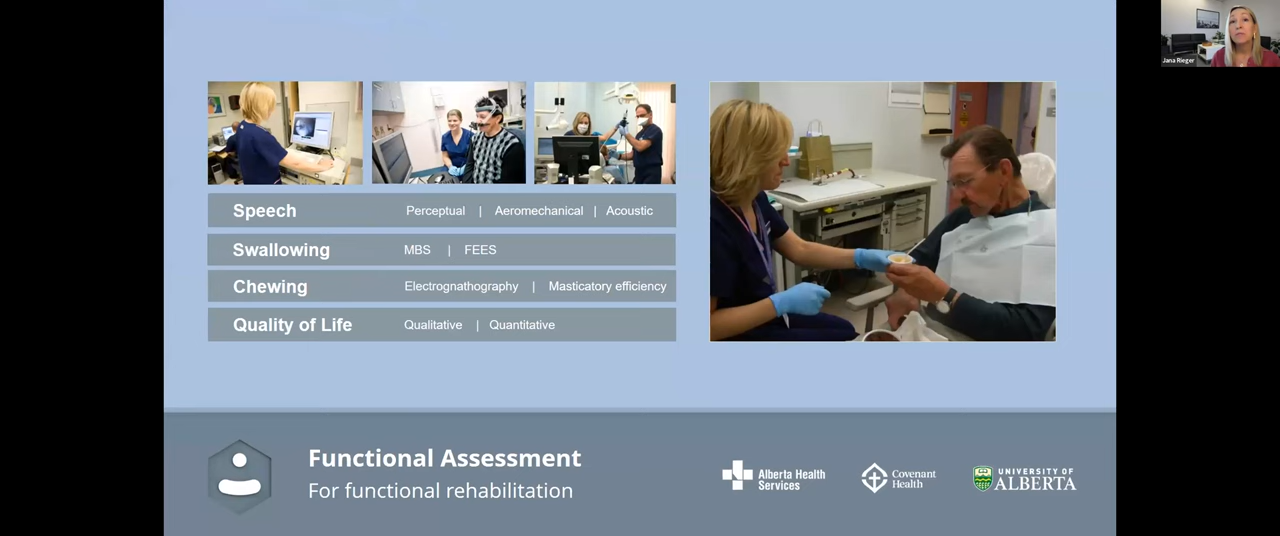 Jana Rieger
Speech Perceptual | Aeromechanical | Acoustic
Swallowing MBS | FEES
Chewing Electrognathography | Masticatory efficiency
Quality of Life Qualitative | Quantitative
Functional Assessment
For functional rehabilitation
Alberta Health
Services
Covenant
Health
UNIVERSITY OF
ALBERTA